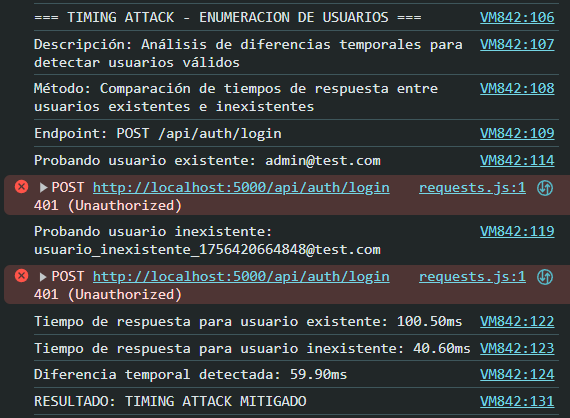 === TIMING ATTACK - ENUMERACION DE USUARIOS === VM842:106
Descripción: Análisis de diferencias temporales para VM842:107
detectar usuarios válidos
Método: Comparación de tiempos de respuesta entre VM842:108
usuarios existentes e inexistentes
Endpoint: POST /api/auth/login VM842:109
Probando usuario existente: admin@test.com VM842:114
POST http://localhost:5000/api/auth/login requests.js:1
401 (Unauthorized)
Probando usuario inexistente: VM842:119
usuario_inexistente_1756420664848@test.com
POST http://localhost:5000/api/auth/login requests.js:1
401 (Unauthorized)
Tiempo de respuesta para usuario existente: 100.50ms VM842:122
Tiempo de respuesta para usuario inexistente: 40.60ms VM842:123
Diferencia temporal detectada: 59.90ms VM842:124
RESULTADO: TIMING ATTACK MITIGADO VM842:131